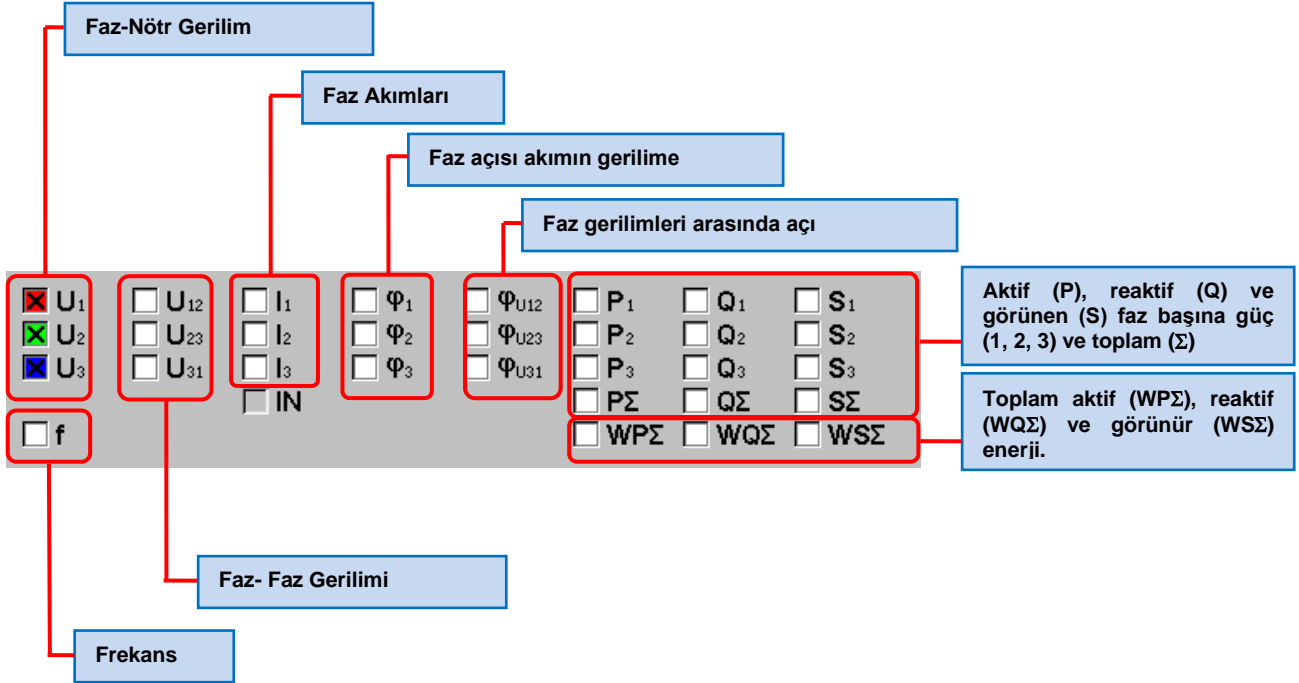 Faz-Nötr Gerilim
Faz Akımları
Faz açısı akımın gerilime
Faz gerilimleri arasında açı
U1 U12 I1 φ1 φU12 P1 Q1 S1
U2 U23 I2 φ2 φU23 P2 Q2 S2
U3 U31 I3 φ3 φU31 P3 Q3 S3
IN PΣ QΣ SΣ
f WPΣ WQΣ WSΣ
Aktif (P), reaktif (Q) ve
görünen (S) faz başına güç
(1, 2, 3) ve toplam (Σ)
Toplam aktif (WPΣ), reaktif
(WQΣ) ve görünür (WSΣ)
enerji.
Faz- Faz Gerilimi
Frekans